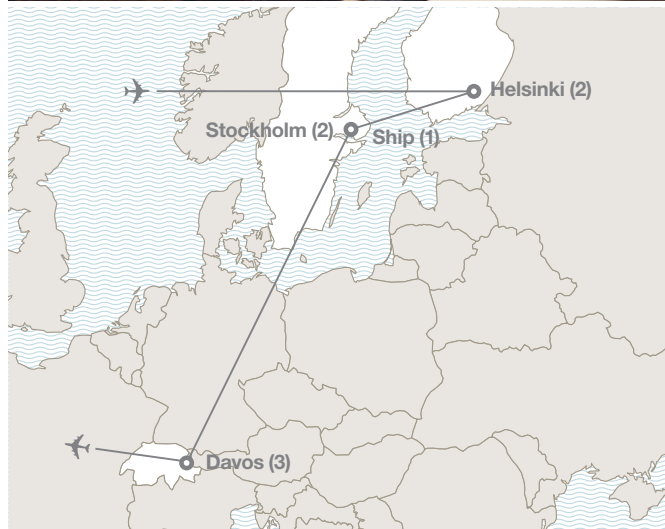 Helsinki (2)
Stockholm (2)
Ship (1)
Davos (3)